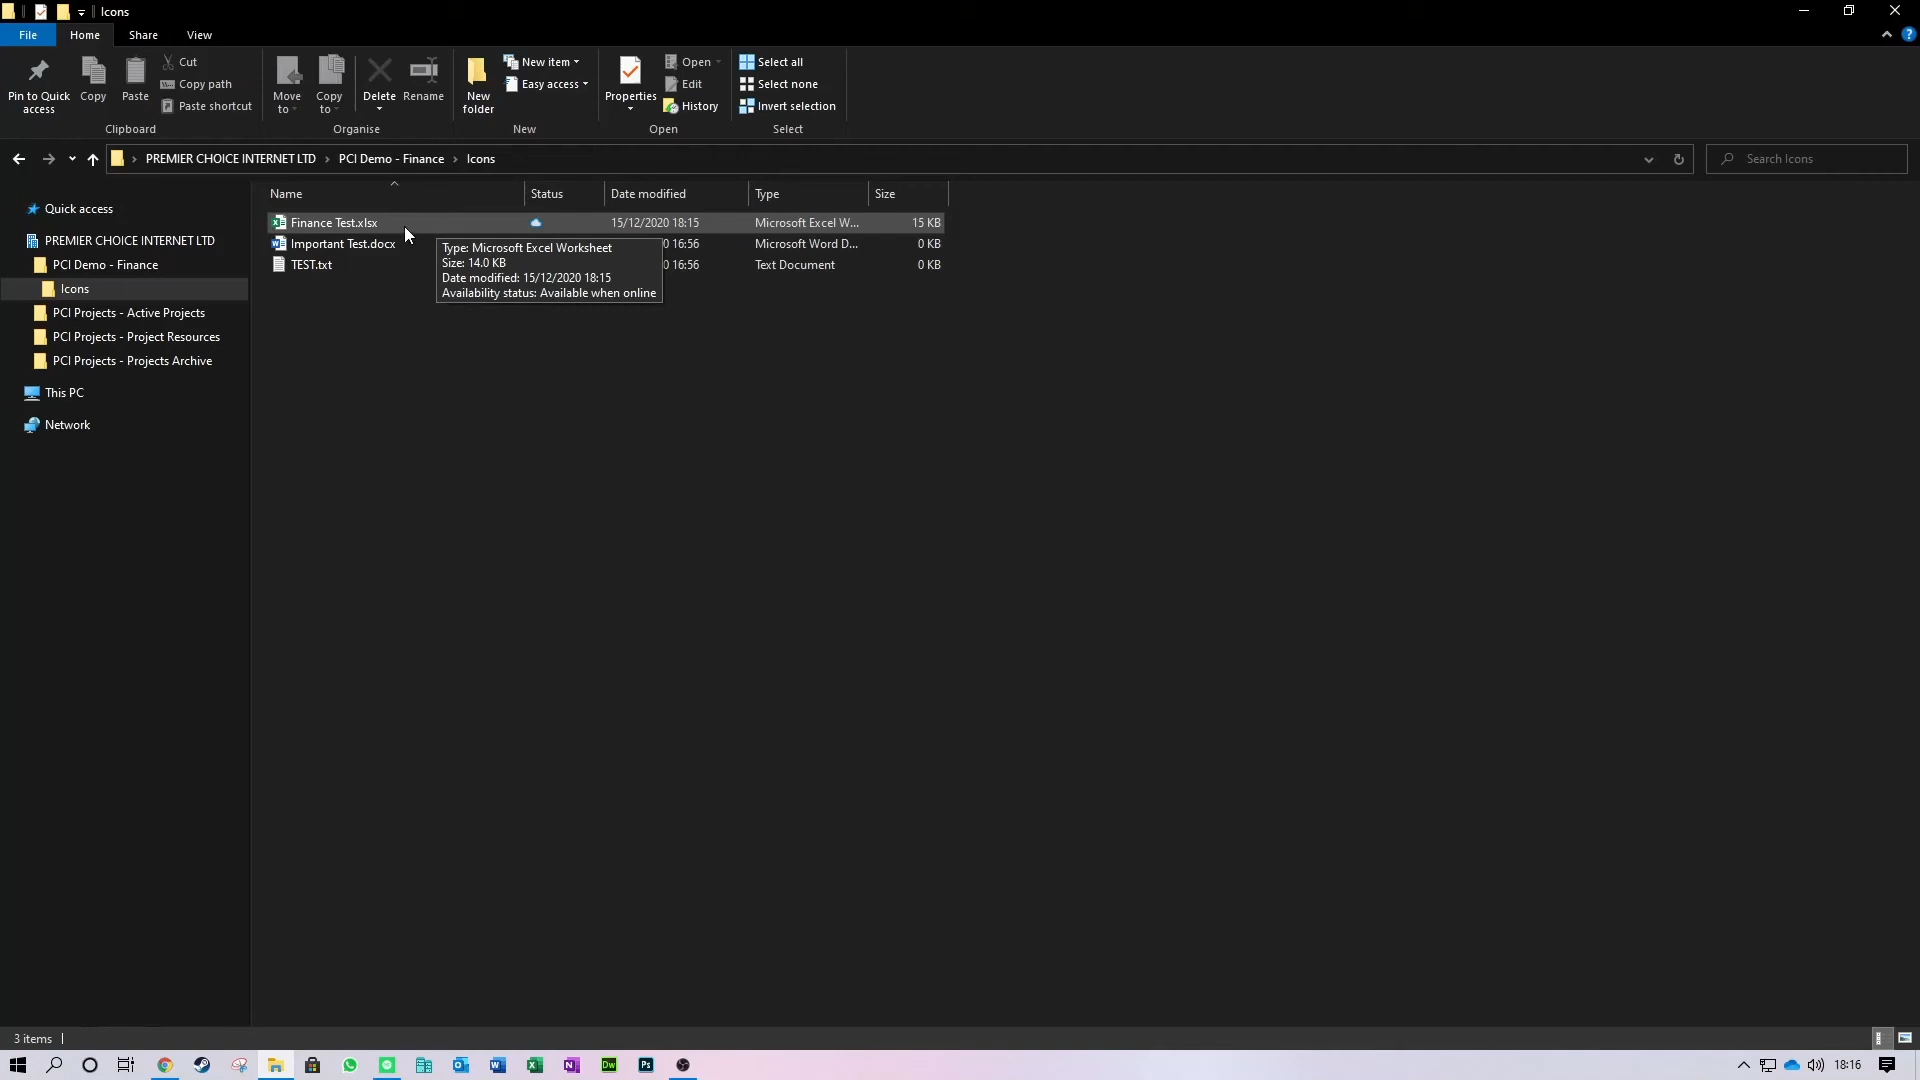 Icons
File Home Share View
Pin to Quick access
Copy
Paste
Cut
Copy path
Paste shortcut
Clipboard
Move to
Copy to
Delete
Rename
Organise
New folder
New item
Easy access
New
Properties
Open
Edit
History
Open
Select all
Select none
Invert selection
Select
PREMIER CHOICE INTERNET LTD › PCI Demo - Finance › Icons
Search Icons
Quick access
PREMIER CHOICE INTERNET LTD
PCI Demo - Finance
Icons
PCI Projects - Active Projects
PCI Projects - Project Resources
PCI Projects - Projects Archive
This PC
Network
Name Status Date modified Type Size
Finance Test.xlsx 15/12/2020 18:15 Microsoft Excel W... 15 KB
Important Test.docx 0 16:56 Microsoft Word D... 0 KB
TEST.txt 0 16:56 Text Document 0 KB
Type: Microsoft Excel Worksheet
Size: 14.0 KB
Date modified: 15/12/2020 18:15
Availability status: Available when online
3 items
18:16